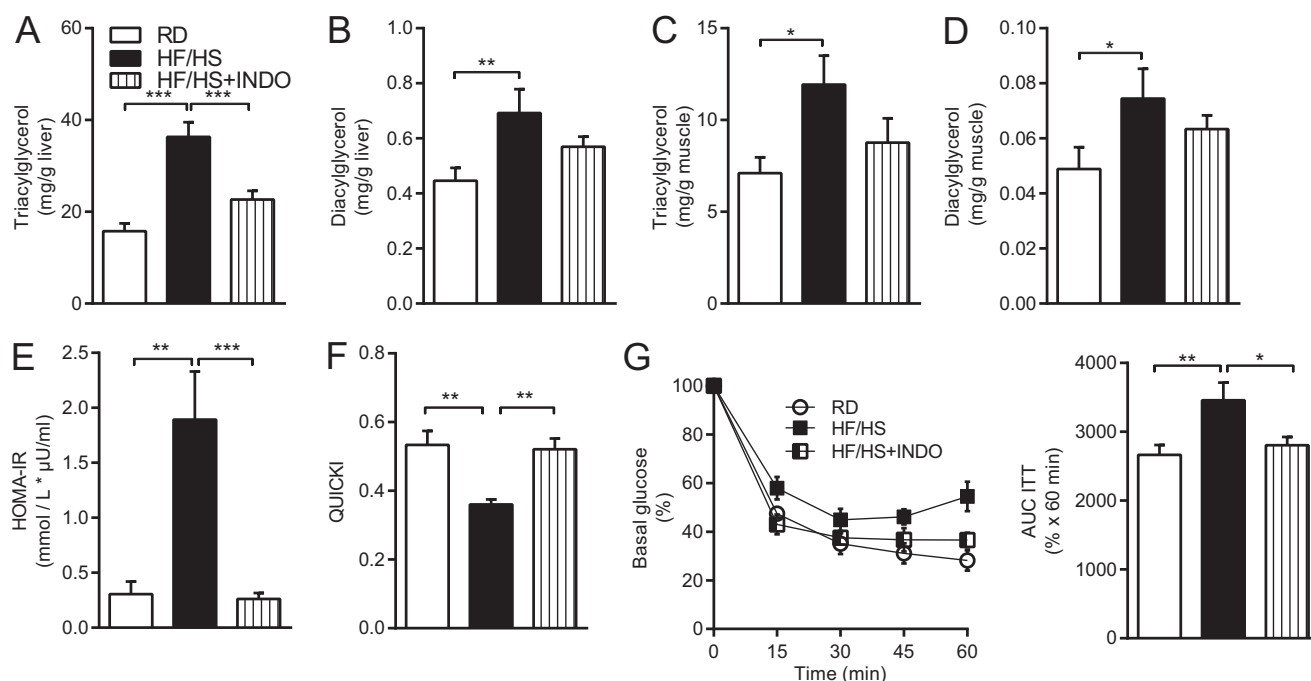 A
60
40
20
0
Triacylglycerol
(mg/g liver)
RD
HF/HS
HF/HS+INDO
***
***
B
1.0
0.8
0.6
0.4
0.2
0.0
Diacylglycerol
(mg/g liver)
**
C
15
10
5
0
Triacylglycerol
(mg/g muscle)
*
D
0.10
0.08
0.06
0.04
0.02
0.00
Diacylglycerol
(mg/g muscle)
*
E
2.5
2.0
1.5
1.0
0.5
0.0
HOMA-IR
(mmol / L * µU/ml)
**
***
F
0.8
0.6
0.4
0.2
0.0
QUICKI
**
**
G
100
80
60
40
20
0
Basal glucose
(%)
RD
HF/HS
HF/HS+INDO
0
15
30
45
60
Time (min)
4000
3000
2000
1000
0
AUC ITT
(% x 60 min)
**
*